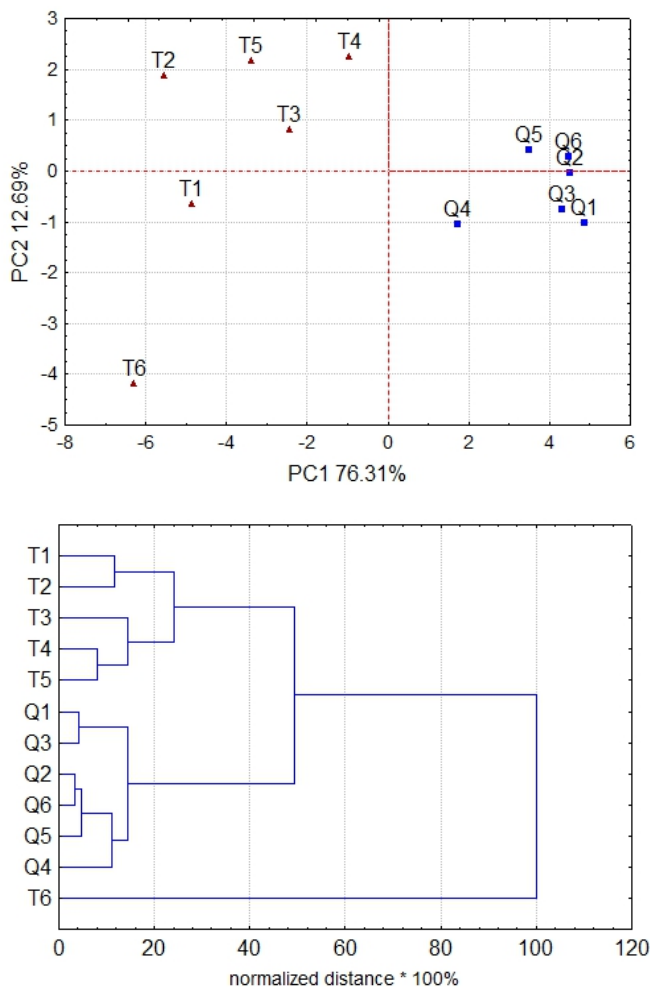 3
T2
T5
T4
2
T3
1
Q5
Q6
Q2
0
T1
Q4
Q3
Q1
-1
-2
-3
T6
-4
-5
PC2 12.69%
-8
-6
-4
-2
0
2
4
6
PC1 76.31%
T1
T2
T3
T4
T5
Q1
Q3
Q2
Q6
Q5
Q4
T6
0
20
40
60
80
100
120
normalized distance * 100%